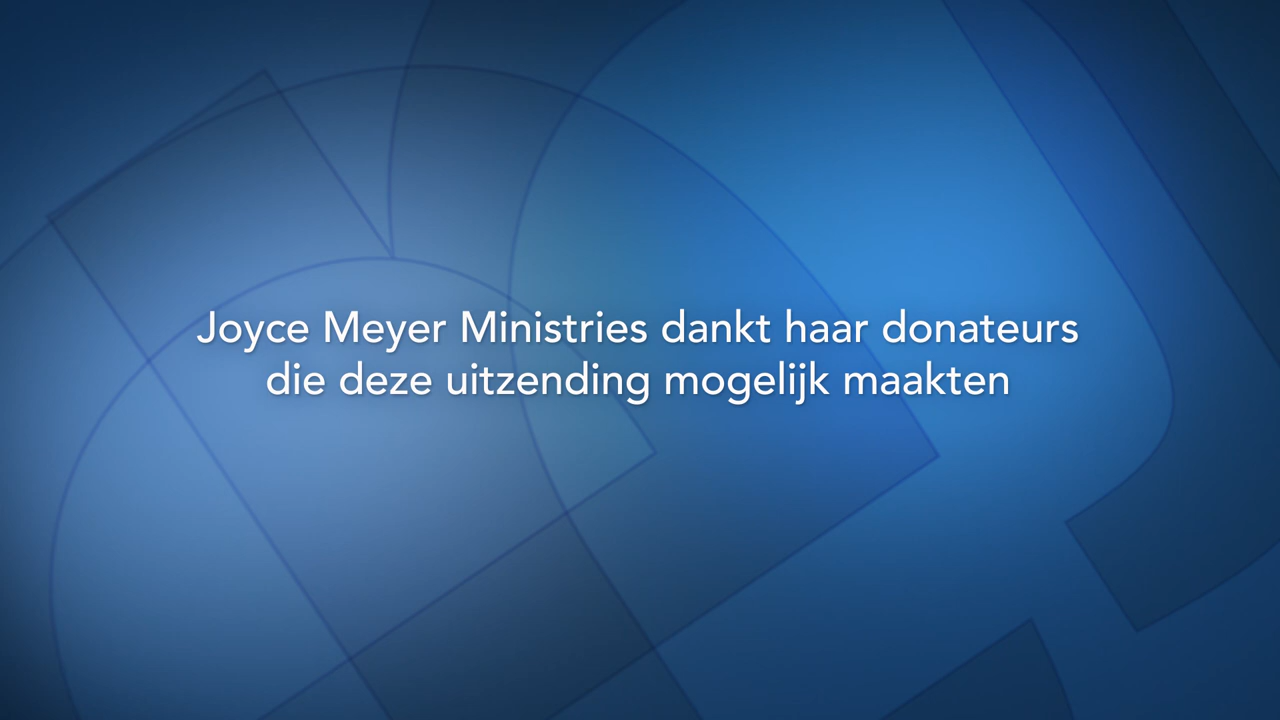 Joyce Meyer Ministries dankt haar donateurs
die deze uitzending mogelijk maakten